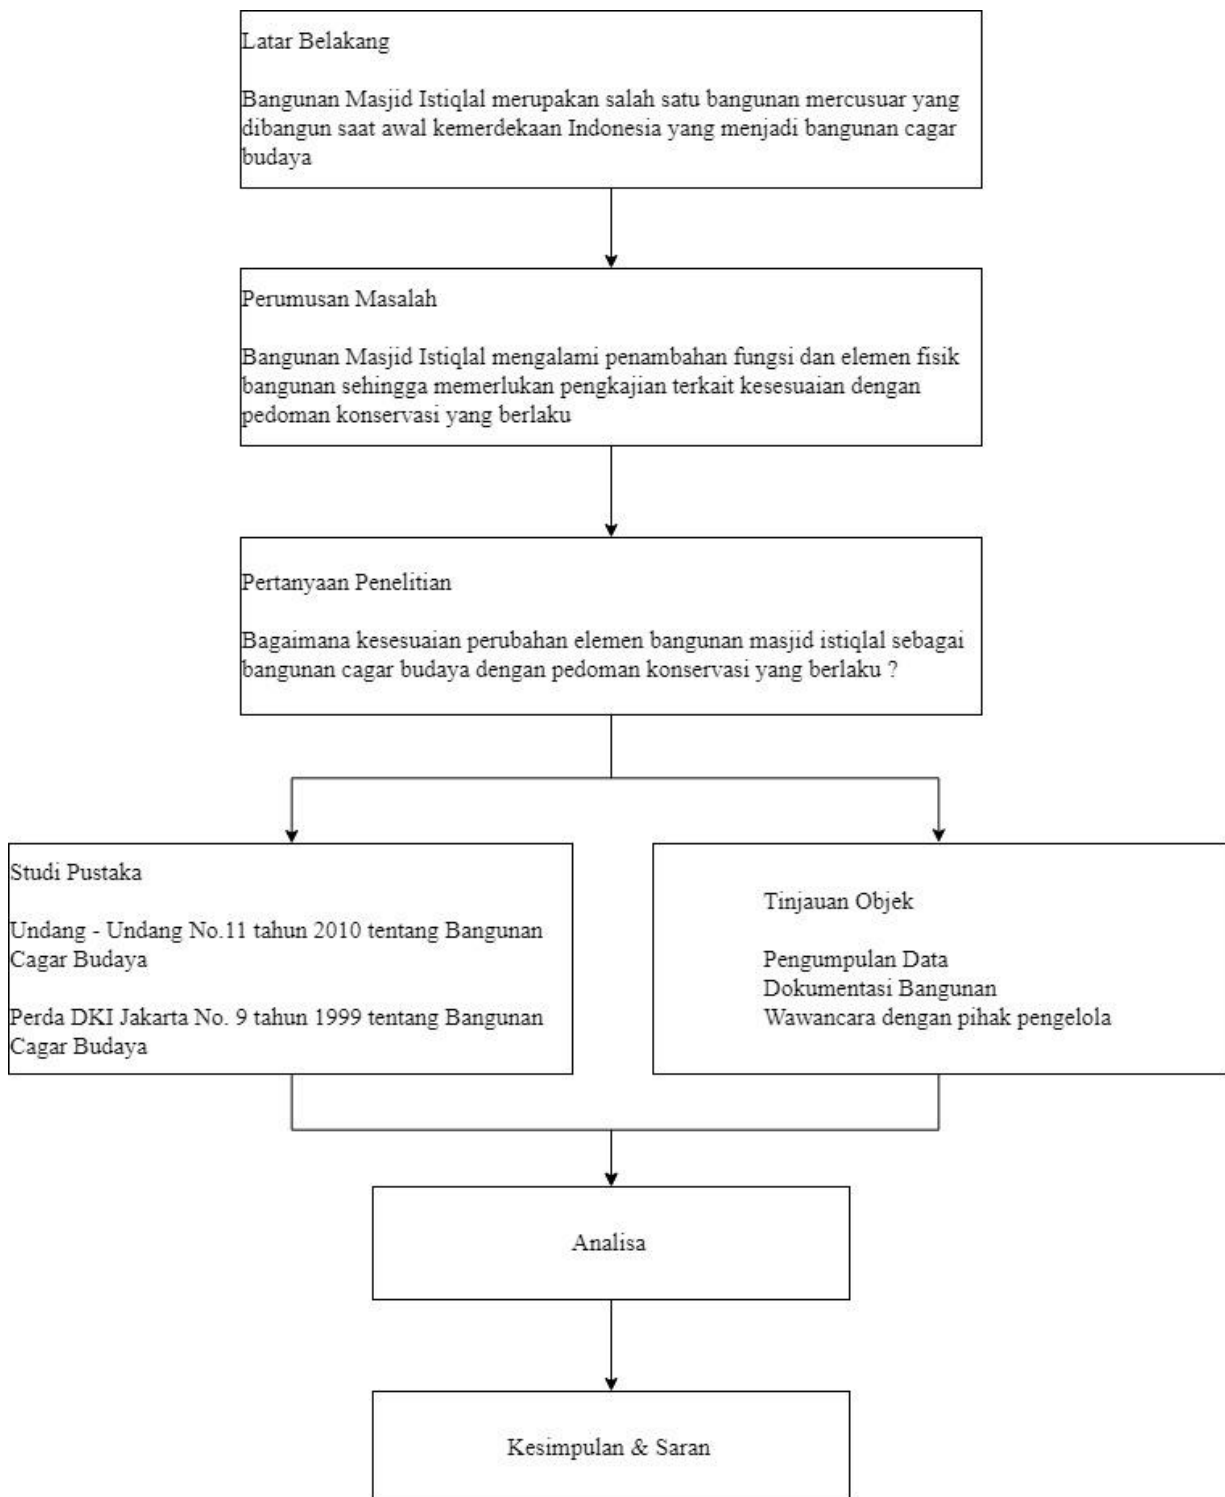 Latar Belakang
Bangunan Masjid Istiqlal merupakan salah satu bangunan mercusuar yang
dibangun saat awal kemerdekaan Indonesia yang menjadi bangunan cagar
budaya
Perumusan Masalah
Bangunan Masjid Istiqlal mengalami penambahan fungsi dan elemen fisik
bangunan sehingga memerlukan pengkajian terkait kesesuaian dengan
pedoman konservasi yang berlaku
Pertanyaan Penelitian
Bagaimana kesesuaian perubahan elemen bangunan masjid istiqlal sebagai
bangunan cagar budaya dengan pedoman konservasi yang berlaku ?
Studi Pustaka
Undang - Undang No.11 tahun 2010 tentang Bangunan
Cagar Budaya
Perda DKI Jakarta No. 9 tahun 1999 tentang Bangunan
Cagar Budaya
Tinjauan Objek
Pengumpulan Data
Dokumentasi Bangunan
Wawancara dengan pihak pengelola
Analisa
Kesimpulan & Saran